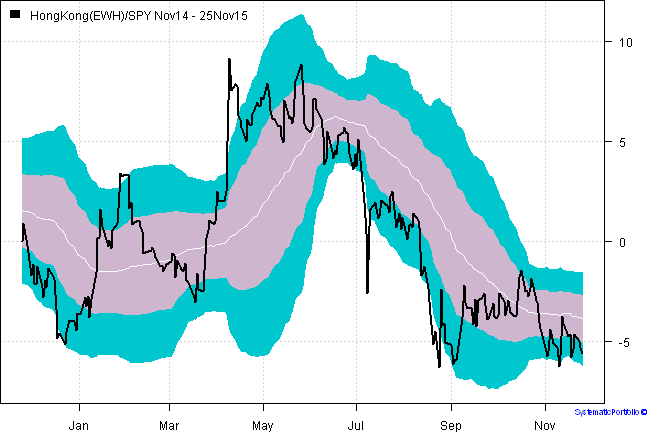 HongKong(EWH)/SPY Nov14 - 25Nov15
10
5
0
-5
Jan Mar May Jul Sep Nov
SystematicPortfolio ©